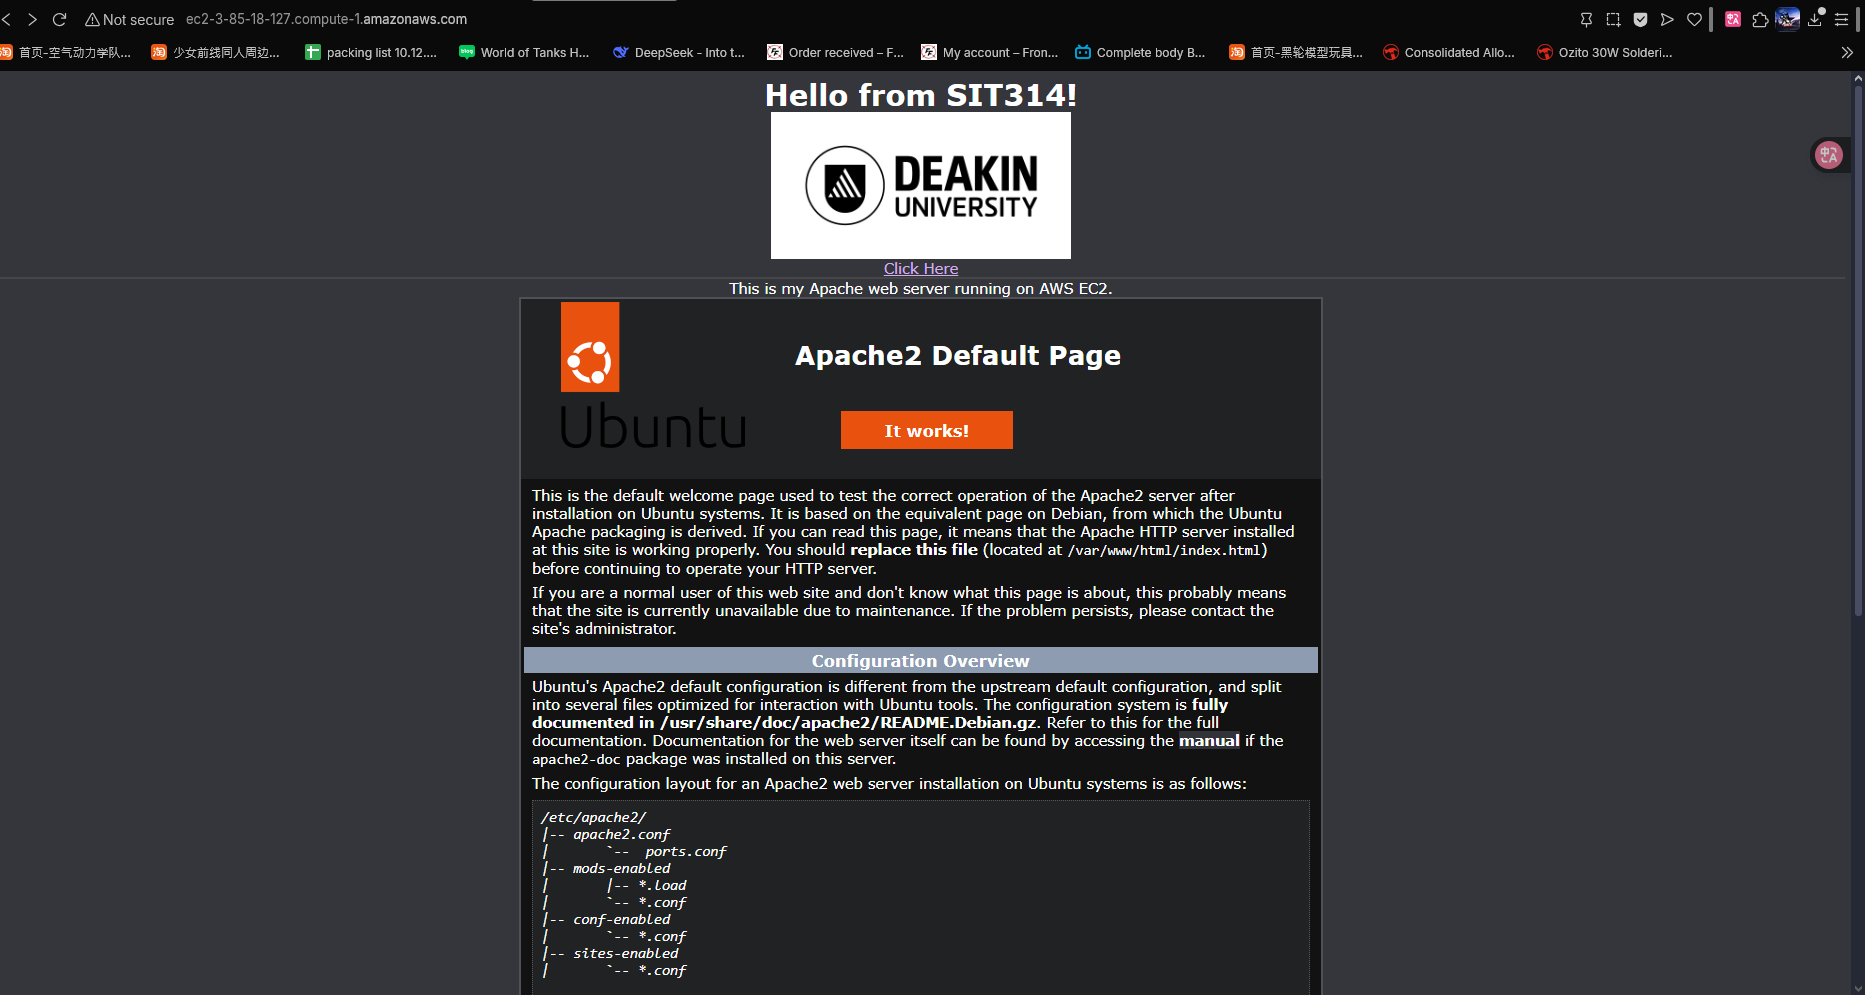 Not secure ec2-3-85-18-127.compute-1.amazonaws.com
首页-空气动力学队... 少女前线同人周边... packing list 10.12.... World of Tanks H... DeepSeek - Into t... Order received – F... My account – Fron... Complete body B... 首页-黑轮模型玩具... Consolidated Allo... Ozito 30W Solderi...
Hello from SIT314!
DEAKIN
UNIVERSITY
Click Here
This is my Apache web server running on AWS EC2.
Apache2 Default Page
Ubuntu
It works!
This is the default welcome page used to test the correct operation of the Apache2 server after
installation on Ubuntu systems. It is based on the equivalent page on Debian, from which the Ubuntu
Apache packaging is derived. If you can read this page, it means that the Apache HTTP server installed
at this site is working properly. You should replace this file (located at /var/www/html/index.html)
before continuing to operate your HTTP server.
If you are a normal user of this web site and don't know what this page is about, this probably means
that the site is currently unavailable due to maintenance. If the problem persists, please contact the
site's administrator.
Configuration Overview
Ubuntu's Apache2 default configuration is different from the upstream default configuration, and split
into several files optimized for interaction with Ubuntu tools. The configuration system is fully
documented in /usr/share/doc/apache2/README.Debian.gz. Refer to this for the full
documentation. Documentation for the web server itself can be found by accessing the manual if the
apache2-doc package was installed on this server.
The configuration layout for an Apache2 web server installation on Ubuntu systems is as follows:
/etc/apache2/
|-- apache2.conf
|       `--  ports.conf
|-- mods-enabled
|       |-- *.load
|       `-- *.conf
|-- conf-enabled
|       `-- *.conf
|-- sites-enabled
|       `-- *.conf